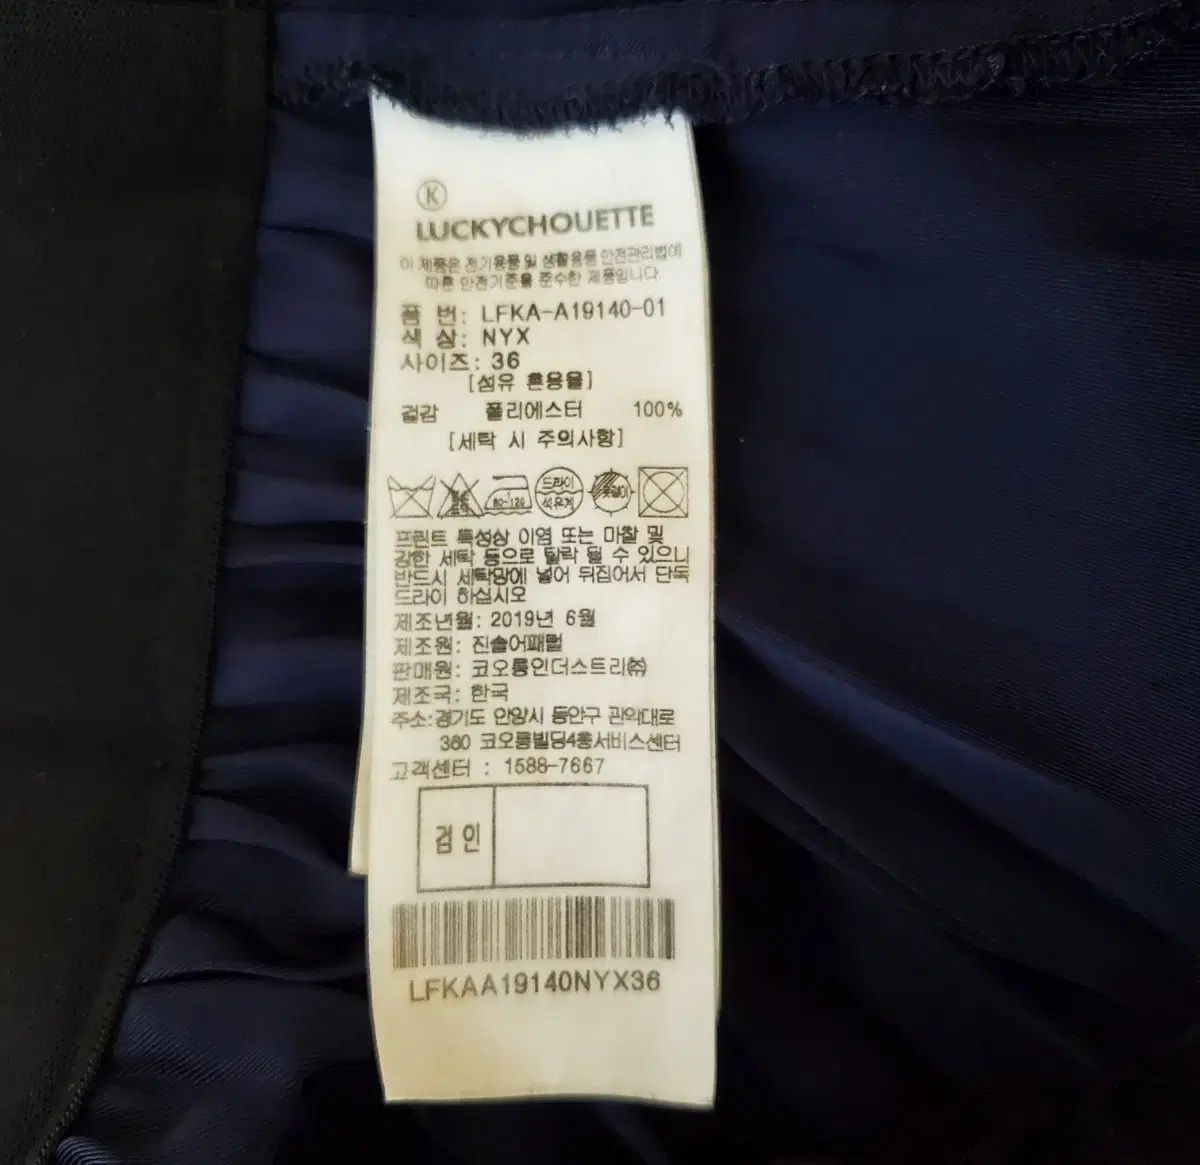 K
LUCKYCHOUETTE
이 제품은 전기용품 및 생활용품 안전관리법에
따른 안전기준을 준수한 제품입니다.
품 번: LFKA-A19140-01
색 상: NYX
사이즈: 36
[섬유 혼용율]
겉감 폴리에스터 100%
[세탁 시 주의사항]
80-120 드라이 옷걸이
석유계
프린트 특성상 이염 또는 마찰 및
강한 세탁 등으로 탈락 될 수 있으니
반드시 세탁망에 넣어 뒤집어서 단독
드라이 하십시오
제조년월: 2019년 6월
제조원: 진솔어패럴
판매원: 코오롱인더스트리㈜
제조국: 한국
주소:경기도 안양시 동안구 관악대로
360 코오롱빌딩4층서비스센터
고객센터 : 1588-7667
검 인
LFKAA19140NYX36